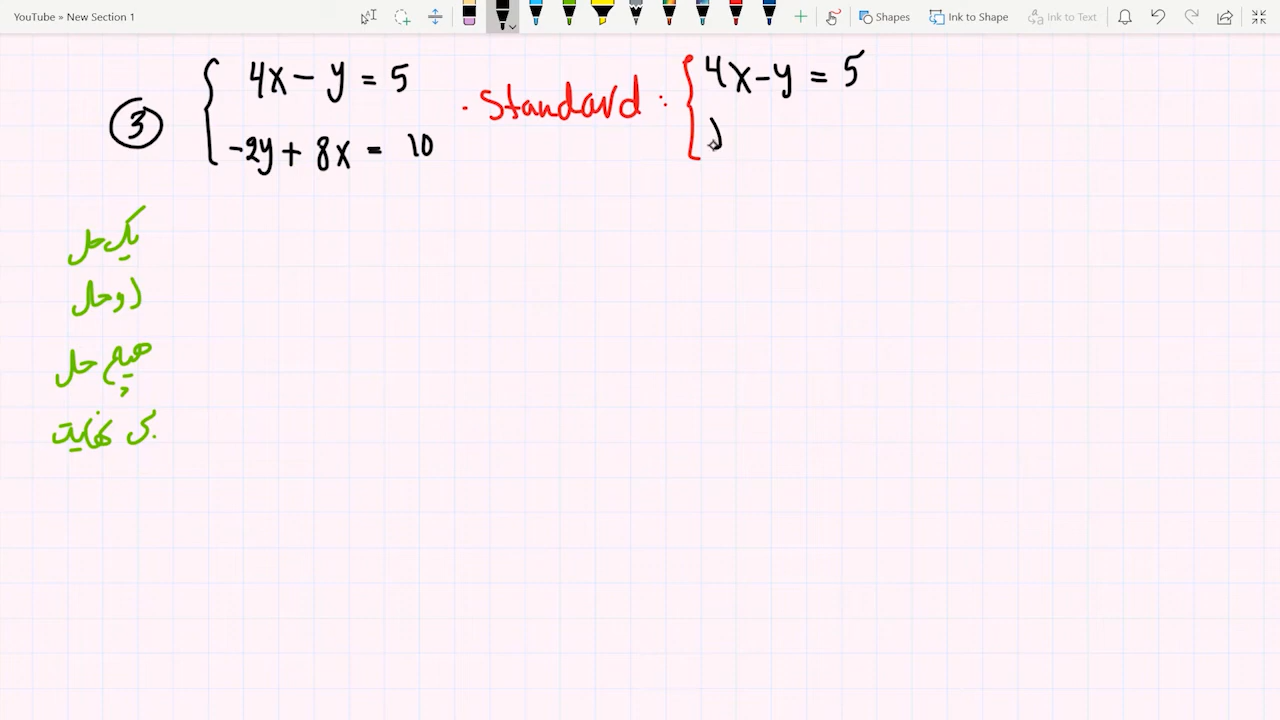 Youtube » New Section 1
Shapes
Ink to Shape
Ink to Text
③
4x - y = 5
-2y + 8x = 10
. Standard :
4x - y = 5
یک حل
دو حل
هیچ حل
بی نهایت